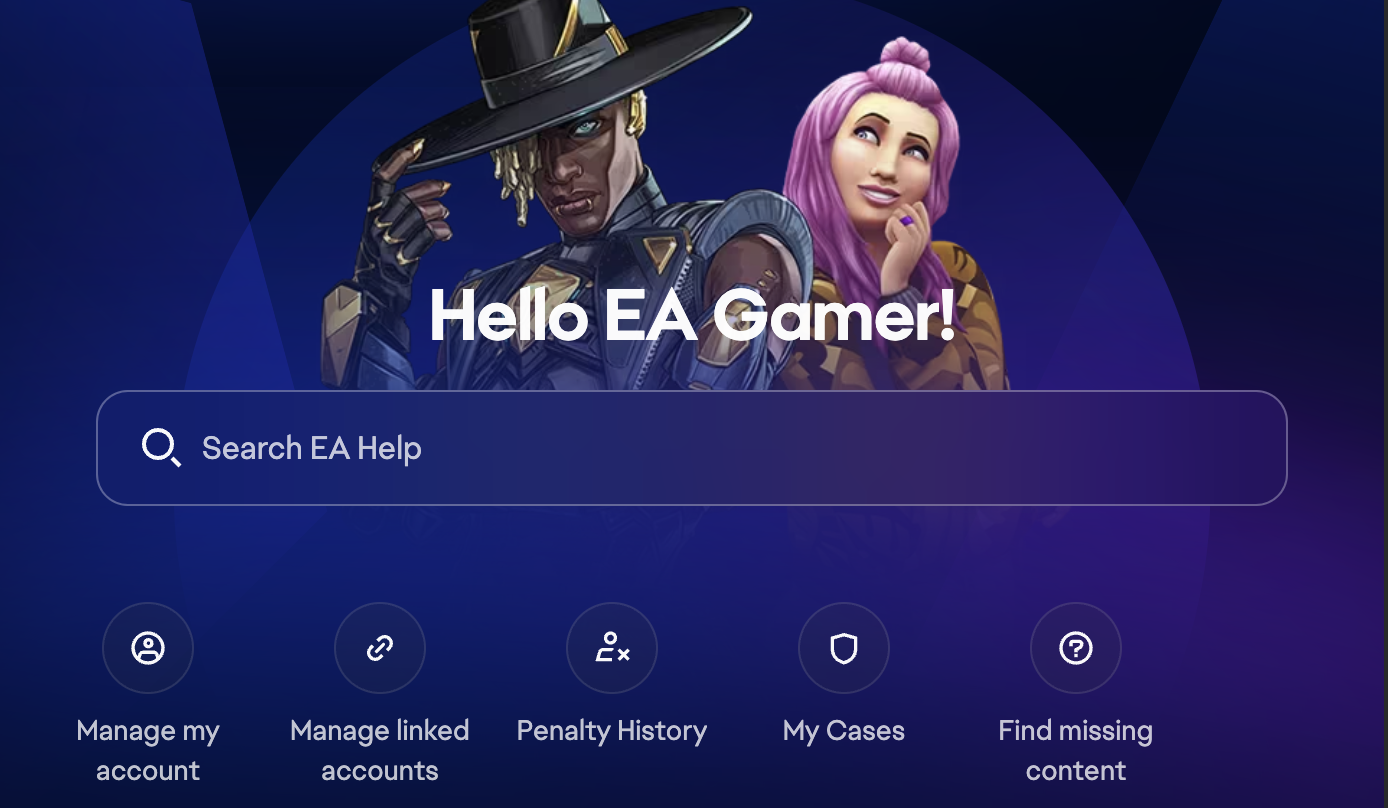 Hello EA Gamer!
Search EA Help
Manage my
account
Manage linked
accounts
Penalty History
My Cases
Find missing
content